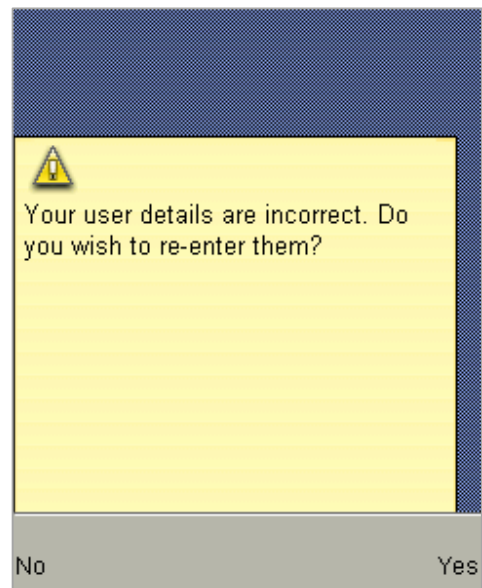 Your user details are incorrect. Do
you wish to re-enter them?
No
Yes